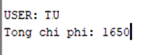 USER: TU
Tong chi phi: 1650